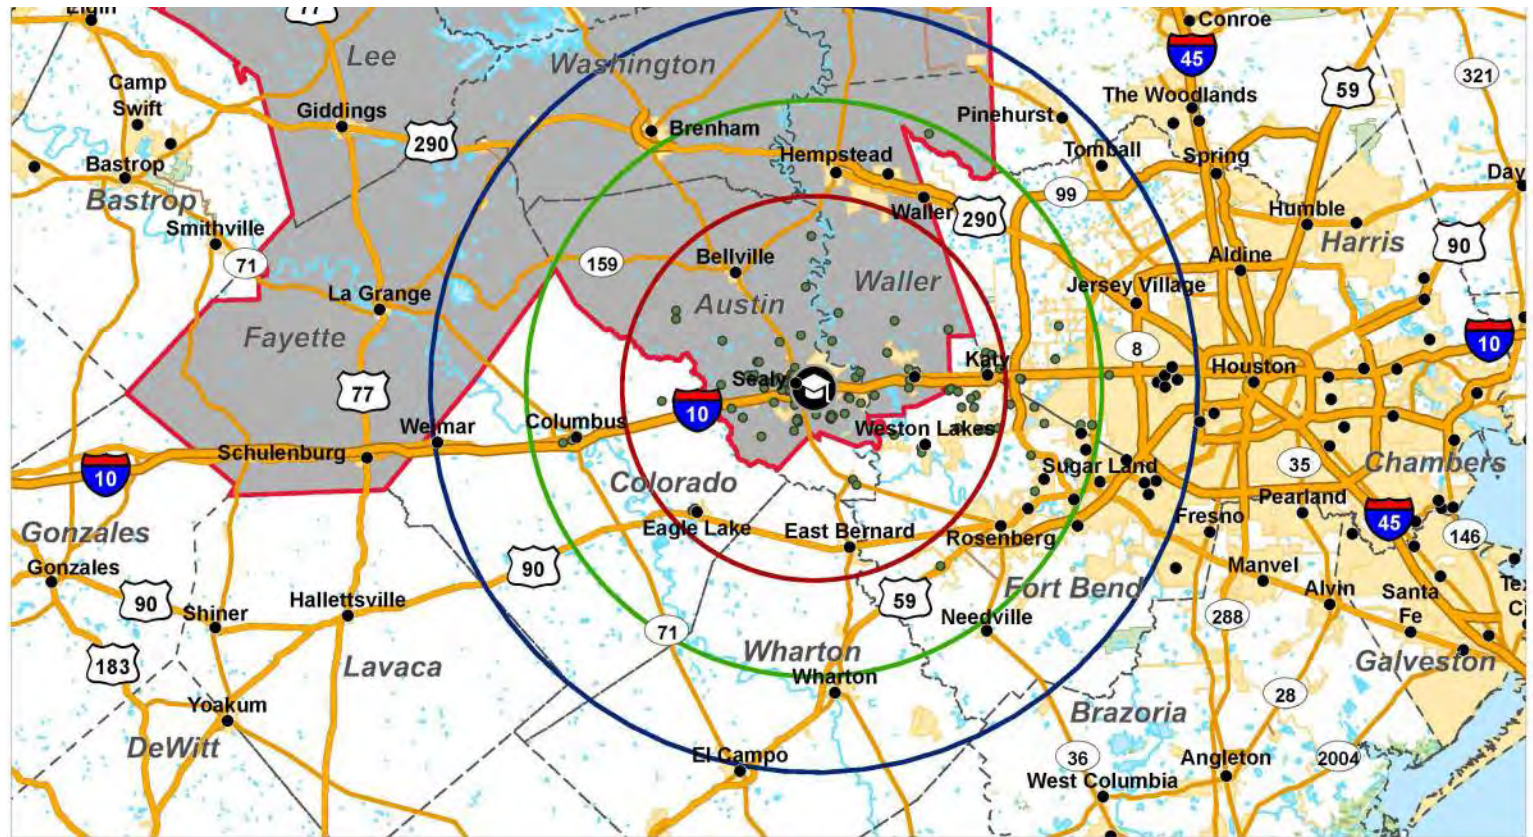 Elgin
77
Conroe
45
Lee
Washington
321
Camp
Swift
59
The Woodlands
Giddings
Pinehurst
Brenham
290
Hempstead
Tomball
Spring
Bastrop
Bastrop
99
Waller
290
Humble
Smithville
Harris
90
71
159
Bellville
Aldine
La Grange
Austin
Waller
Jersey Village
Fayette
10
8
Katy
Houston
77
Sealy
10
Weimar
Columbus
Weston Lakes
Schulenburg
10
Sugar Land
35
Chambers
Colorado
Pearland
Gonzales
Eagle Lake
East Bernard
Rosenberg
Fresno
45
146
Gonzales
90
Manvel
90
Hallettsville
59
Fort Bend
Alvin
Santa
Fe
Shiner
Needville
288
71
183
Lavaca
Wharton
Wharton
Galveston
Yoakum
28
DeWitt
Brazoria
El Campo
36
Angleton
2004
West Columbia